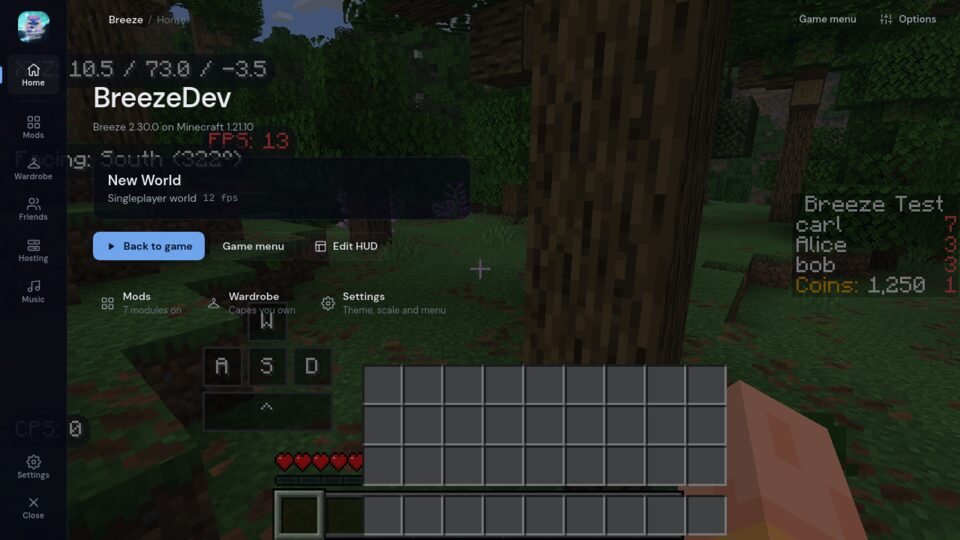 Breeze / Home
Game menu
Options
Home
10.5 / 73.0 / -3.5
BreezeDev
Breeze 2.30.0 on Minecraft 1.21.10
FPS: 13
Mods
Facing: South (322°)
Wardrobe
New World
Singleplayer world 12 fps
Friends
Breeze Test
carl 7
Alice 3
bob 3
Coins: 1,250 1
Hosting
Back to game
Game menu
Edit HUD
Music
Mods
7 modules on
Wardrobe
Capes you own
Settings
Theme, scale and menu
W
A S D
^
CPS: 0
Settings
Close